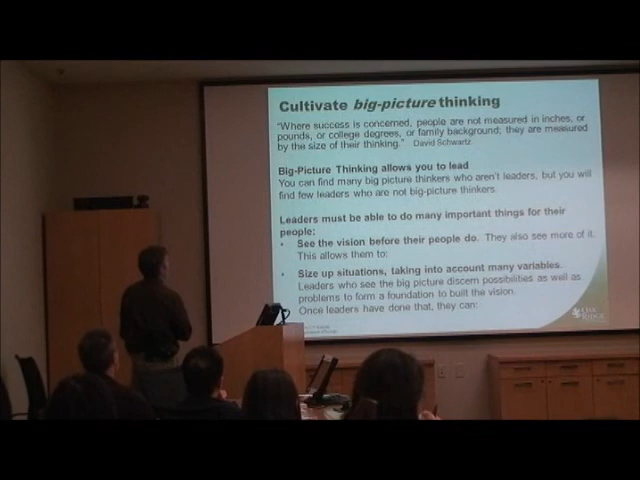 Cultivate big-picture thinking
"Where success is concerned, people are not measured in inches, or
pounds, or college degrees, or family background; they are measured
by the size of their thinking." David Schwartz
Big-Picture Thinking allows you to lead
You can find many big picture thinkers who aren't leaders, but you will
find few leaders who are not big-picture thinkers.
Leaders must be able to do many important things for their
people:
• See the vision before their people do. They also see more of it.
This allows them to:
• Size up situations, taking into account many variables.
Leaders who see the big picture discern possibilities as well as
problems to form a foundation to built the vision.
Once leaders have done that, they can: